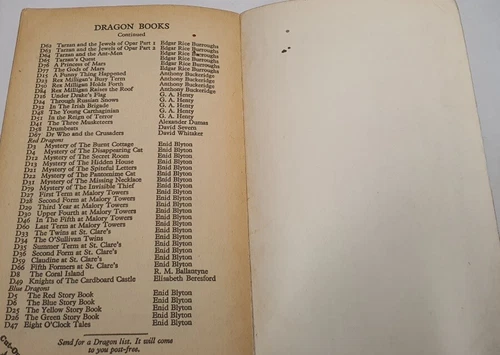 DRAGON BOOKS
Continued
D62 Tarzan and the Jewels of Opar Part 1 Edgar Rice Burroughs
D63 Tarzan and the Jewels of Opar Part 2 Edgar Rice Burroughs
D64 Tarzan and the Ant-Men Edgar Rice Burroughs
D65 Tarzan's Quest Edgar Rice Burroughs
D76 A Princess of Mars Edgar Rice Burroughs
D77 The Gods of Mars Edgar Rice Burroughs
D15 A Funny Thing Happened Anthony Buckeridge
D23 Rex Milligan's Busy Term Anthony Buckeridge
D50 Rex Milligan Holds Forth Anthony Buckeridge
Rex Milligan Raises the Roof Anthony Buckeridge
D16 Under Drake's Flag G. A. Henty
D24 Through Russian Snows G. A. Henty
D32 In The Irish Brigade G. A. Henty
D48 The Young Carthaginian G. A. Henty
D51 In the Reign of Terror G. A. Henty
D41 The Three Musketeers Alexander Dumas
D58 Drumbeats David Severn
D67 Dr Who and the Crusaders David Whitaker
Red Dragons
D3 Mystery of The Burnt Cottage Enid Blyton
D4 Mystery of The Disappearing Cat Enid Blyton
D12 Mystery of The Secret Room Enid Blyton
D13 Mystery of The Hidden House Enid Blyton
D21 Mystery of The Spiteful Letters Enid Blyton
D22 Mystery of The Pantomime Cat Enid Blyton
D31 Mystery of The Missing Necklace Enid Blyton
D79 Mystery of The Invisible Thief Enid Blyton
D27 First Term at Malory Towers Enid Blyton
D28 Second Form at Malory Towers Enid Blyton
D29 Third Year at Malory Towers Enid Blyton
D30 Upper Fourth at Malory Towers Enid Blyton
D46 In The Fifth at Malory Towers Enid Blyton
D60 Last Term at Malory Towers Enid Blyton
D33 The Twins at St. Clare's Enid Blyton
D34 The O'Sullivan Twins Enid Blyton
D35 Summer Term at St. Clare's Enid Blyton
D36 Second Form at St. Clare's Enid Blyton
D59 Claudine at St. Clare's Enid Blyton
D66 Fifth Formers at St. Clare's Enid Blyton
D8 The Coral Island R. M. Ballantyne
D49 Knights of The Cardboard Castle Elisabeth Beresford
Blue Dragons
D5 The Red Story Book Enid Blyton
D6 The Blue Story Book Enid Blyton
D25 The Yellow Story Book Enid Blyton
D26 The Green Story Book Enid Blyton
D47 Eight O'Clock Tales Enid Blyton
Send for a Dragon list. It will come
to you post-free.